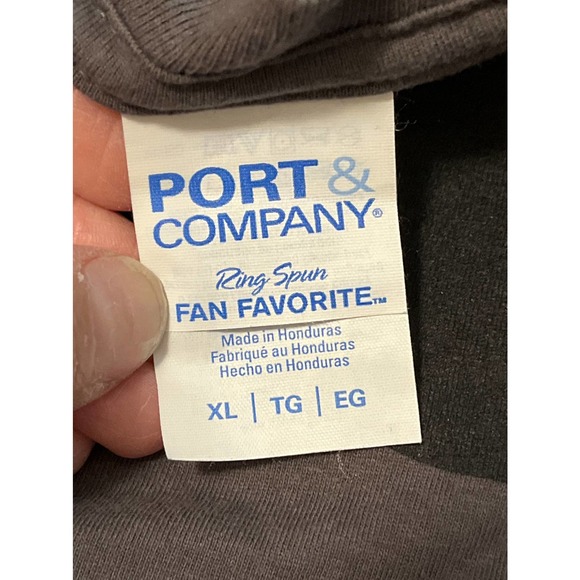 PORT &
COMPANY®
Ring Spun
FAN FAVORITE™
Made in Honduras
Fabriqué au Honduras
Hecho en Honduras
XL | TG | EG